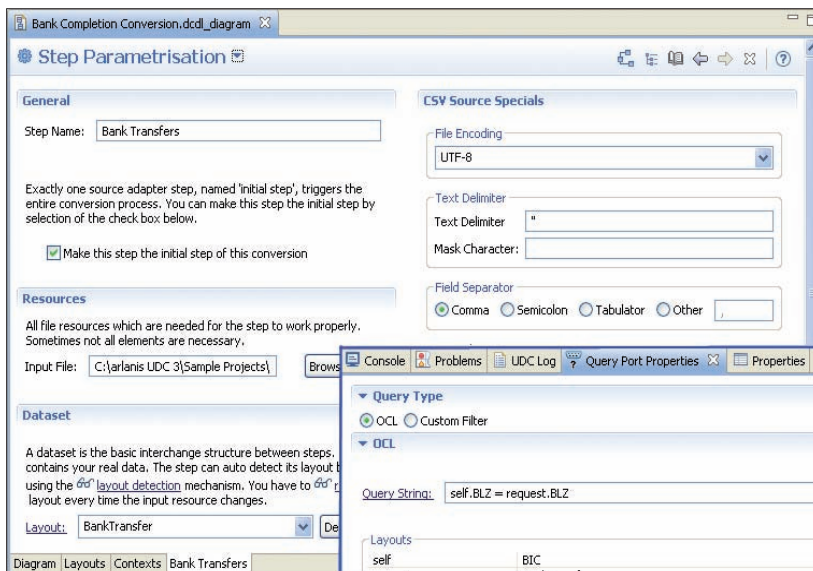 Bank Completion Conversion.dcdl_diagram
Step Parametrisation
General
Step Name: Bank Transfers
Exactly one source adapter step, named 'initial step', triggers the
entire conversion process. You can make this step the initial step by
selection of the check box below.
Make this step the initial step of this conversion
Resources
All file resources which are needed for the step to work properly.
Sometimes not all elements are necessary.
Input File: C:\arlanis UDC 3\Sample Projects\ Brows
Dataset
A dataset is the basic interchange structure between steps.
contains your real data. The step can auto detect its layout
using the layout detection mechanism. You have to
layout every time the input resource changes.
Layout: BankTransfer De
Diagram Layouts Contexts Bank Transfers
CSV Source Specials
File Encoding
UTF-8
Text Delimiter
Text Delimiter "
Mask Character:
Field Separator
Comma Semicolon Tabulator Other ,
Console Problems UDC Log Query Port Properties Properties
Query Type
OCL Custom Filter
OCL
Query String: self.BLZ = request.BLZ
Layouts
self BIC